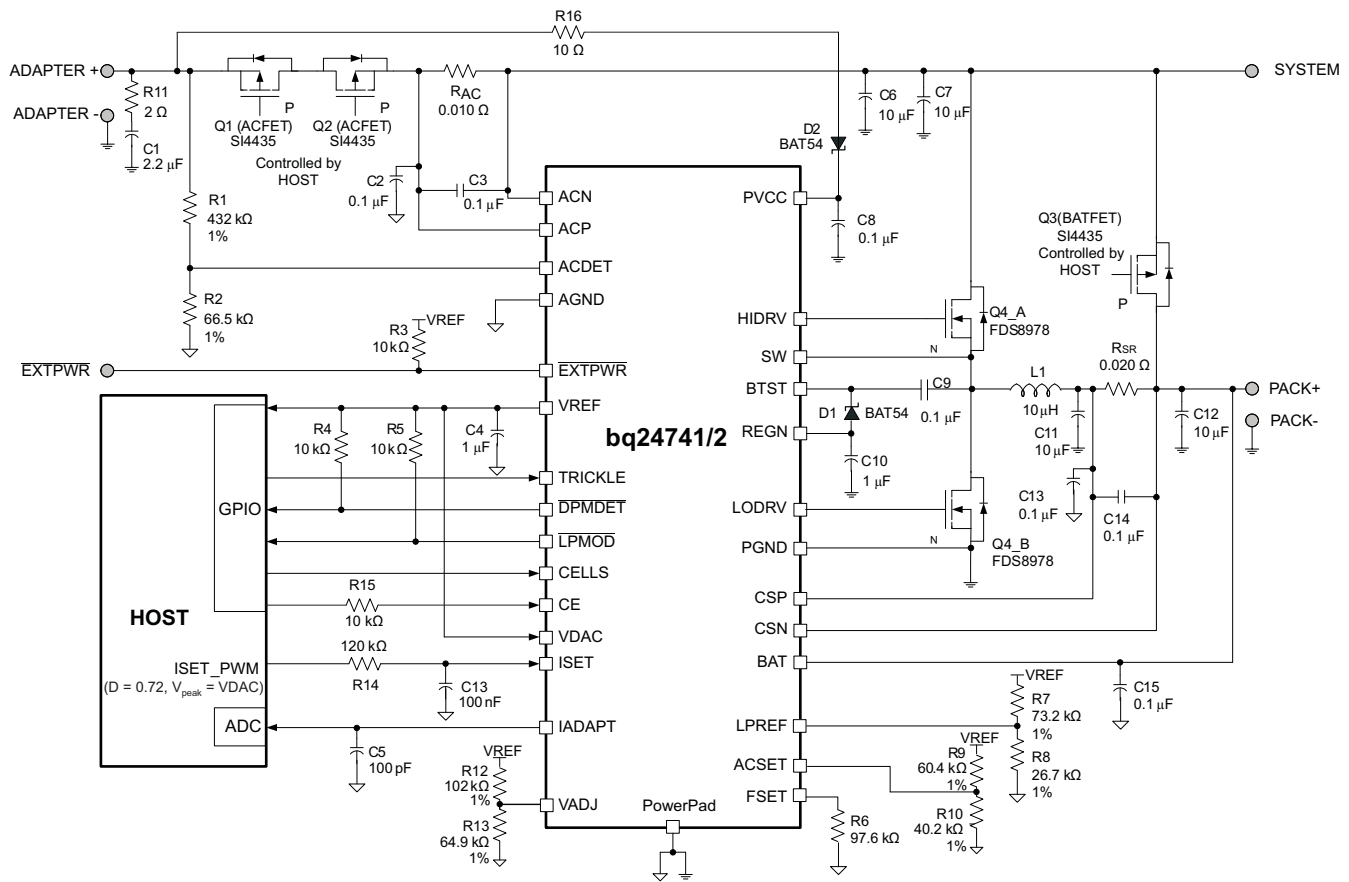 R16
10 Ω
ADAPTER +
R11
2 Ω
ADAPTER -
C1
2.2 µF
P
Q1 (ACFET)
SI4435
P
Q2 (ACFET)
SI4435
Controlled by
HOST
RAC
0.010 Ω
C6
10 µF
C7
10 µF
SYSTEM
D2
BAT54
C2
0.1 µF
C3
0.1 µF
R1
432 kΩ
1%
R2
66.5 kΩ
1%
C8
0.1 µF
Q3(BATFET)
SI4435
Controlled by
HOST
P
R3
10 kΩ
VREF
EXTPWR
ACN
ACP
ACDET
AGND
EXTPWR
VREF
TRICKLE
DPMDET
LPMOD
CELLS
CE
VDAC
ISET
IADAPT
VADJ
bq24741/2
PowerPad
PVCC
HIDRV
SW
BTST
REGN
LODRV
PGND
CSP
CSN
BAT
LPREF
ACSET
FSET
Q4_A
FDS8978
N
RSR
0.020 Ω
L1
10 µH
C9
0.1 µF
D1
BAT54
C10
1 µF
C11
10 µF
C12
10 µF
PACK+
PACK-
C13
0.1 µF
C14
0.1 µF
N
Q4_B
FDS8978
R4
10 kΩ
R5
10 kΩ
C4
1 µF
GPIO
HOST
R15
10 kΩ
120 kΩ
R14
ISET_PWM
(D = 0.72, Vpeak = VDAC)
C13
100 nF
ADC
C5
100 pF
VREF
R12
102 kΩ
1%
R13
64.9 kΩ
1%
C15
0.1 µF
VREF
R7
73.2 kΩ
1%
R8
26.7 kΩ
1%
VREF
R9
60.4 kΩ
1%
R10
40.2 kΩ
1%
R6
97.6 kΩ